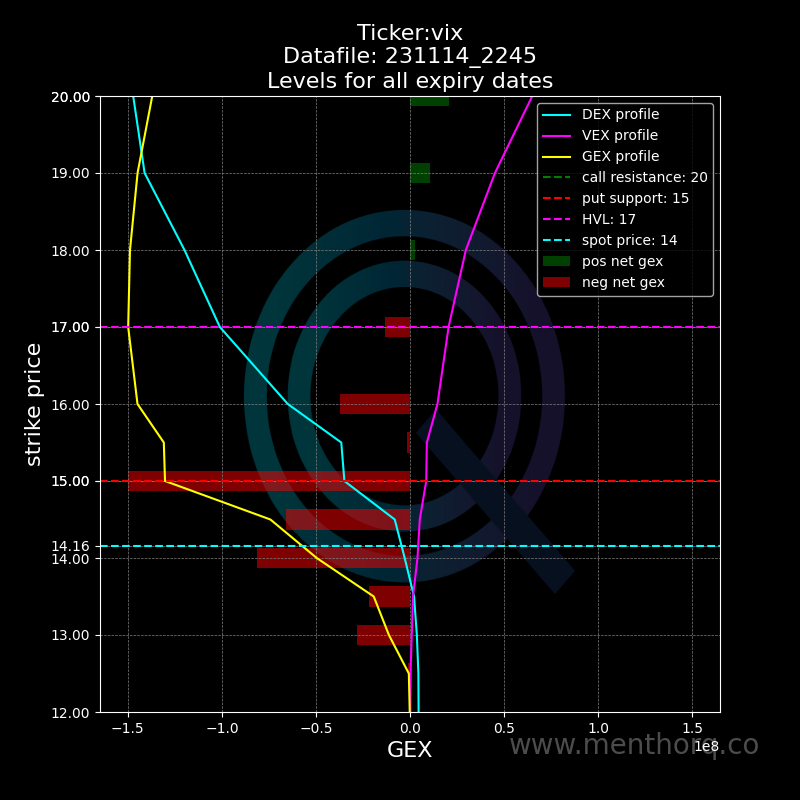 Ticker:vix
Datafile: 231114_2245
Levels for all expiry dates
20.00
19.00
18.00
17.00
16.00
15.00
14.16
14.00
13.00
12.00
strike price
DEX profile
VEX profile
GEX profile
call resistance: 20
put support: 15
HVL: 17
spot price: 14
pos net gex
neg net gex
−1.5 −1.0 −0.5 0.0 0.5 1.0 1.5
1e8
GEX
www.menthorq.co